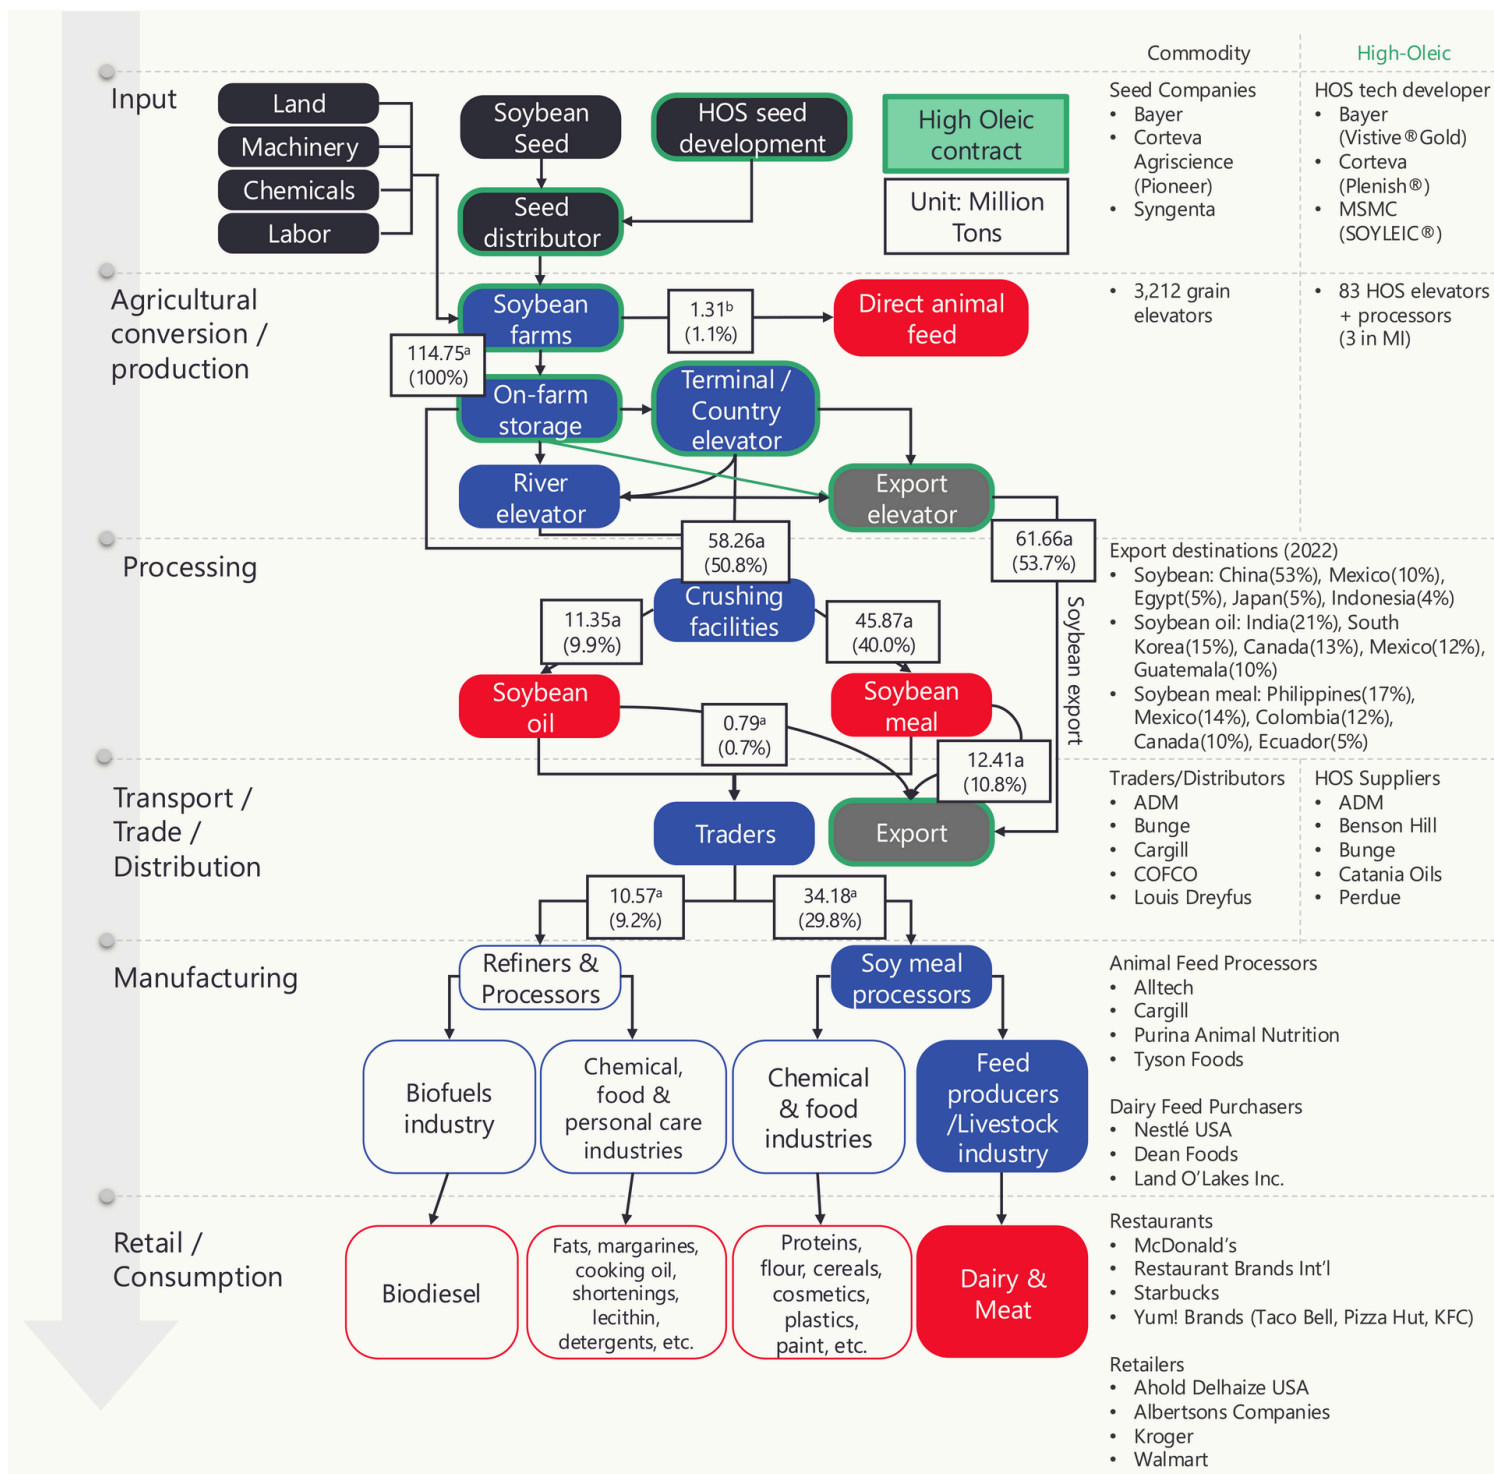 Commodity
High-Oleic
Input
Land
Machinery
Chemicals
Labor
Soybean
Seed
HOS seed
development
Seed
distributor
High Oleic
contract
Unit: Million
Tons
Seed Companies
• Bayer
• Corteva
Agriscience
(Pioneer)
• Syngenta
HOS tech developer
• Bayer
(Vistive®Gold)
• Corteva
(Plenish®)
• MSMC
(SOYLEIC®)
Agricultural
conversion /
production
Soybean
farms
1.31ᵇ
(1.1%)
Direct animal
feed
114.75ᵃ
(100%)
On-farm
storage
Terminal /
Country
elevator
River
elevator
Export
elevator
• 3,212 grain
elevators
• 83 HOS elevators
+ processors
(3 in MI)
Processing
58.26a
(50.8%)
61.66a
(53.7%)
Crushing
facilities
11.35a
(9.9%)
45.87a
(40.0%)
Soybean
oil
Soybean
meal
0.79ᵃ
(0.7%)
12.41a
(10.8%)
Soybean export
Export destinations (2022)
• Soybean: China(53%), Mexico(10%),
Egypt(5%), Japan(5%), Indonesia(4%)
• Soybean oil: India(21%), South
Korea(15%), Canada(13%), Mexico(12%),
Guatemala(10%)
• Soybean meal: Philippines(17%),
Mexico(14%), Colombia(12%),
Canada(10%), Ecuador(5%)
Transport /
Trade /
Distribution
Traders
Export
10.57ᵃ
(9.2%)
34.18ᵃ
(29.8%)
Traders/Distributors
• ADM
• Bunge
• Cargill
• COFCO
• Louis Dreyfus
HOS Suppliers
• ADM
• Benson Hill
• Bunge
• Catania Oils
• Perdue
Manufacturing
Refiners &
Processors
Soy meal
processors
Biofuels
industry
Chemical,
food &
personal care
industries
Chemical
& food
industries
Feed
producers
/Livestock
industry
Animal Feed Processors
• Alltech
• Cargill
• Purina Animal Nutrition
• Tyson Foods
Dairy Feed Purchasers
• Nestlé USA
• Dean Foods
• Land O’Lakes Inc.
Retail /
Consumption
Biodiesel
Fats, margarines,
cooking oil,
shortenings,
lecithin,
detergents, etc.
Proteins,
flour, cereals,
cosmetics,
plastics,
paint, etc.
Dairy &
Meat
Restaurants
• McDonald’s
• Restaurant Brands Int’l
• Starbucks
• Yum! Brands (Taco Bell, Pizza Hut, KFC)
Retailers
• Ahold Delhaize USA
• Albertsons Companies
• Kroger
• Walmart